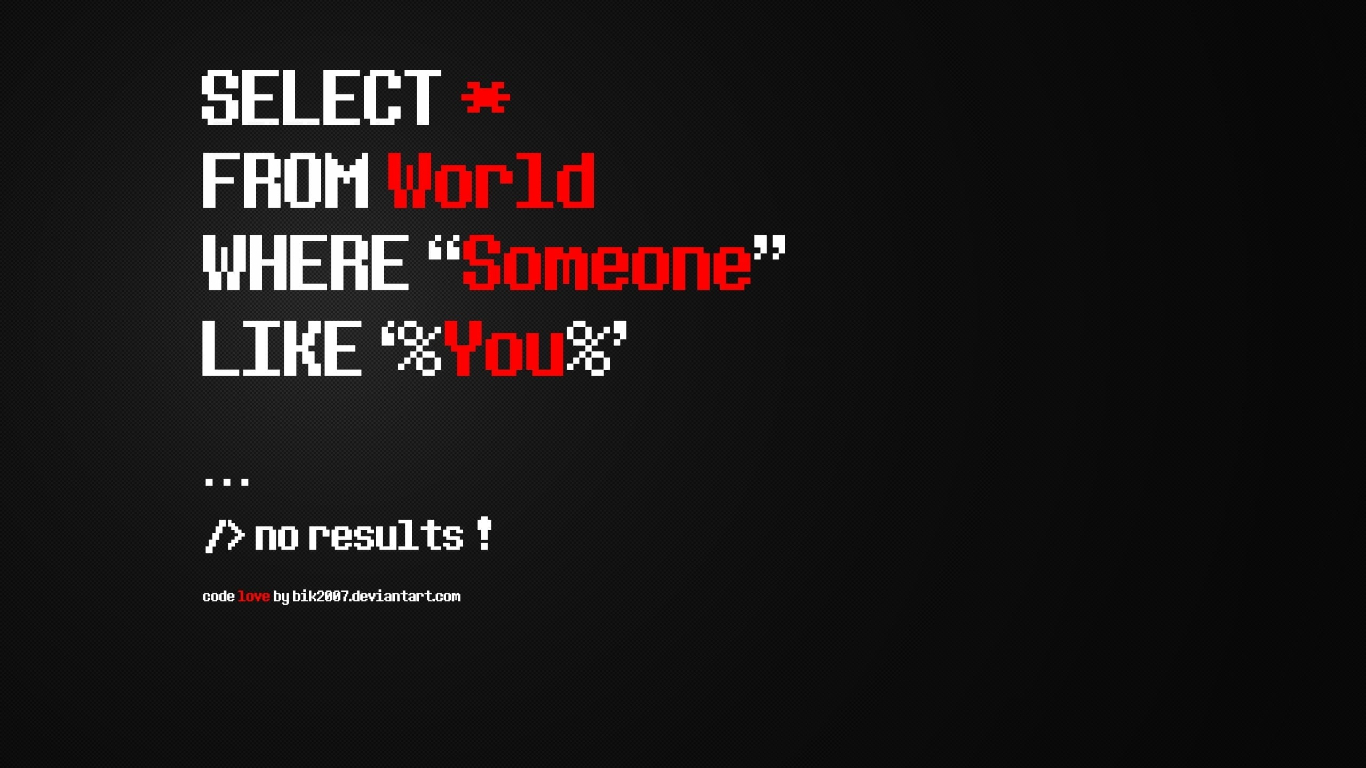 SELECT *
FROM World
WHERE “Someone”
LIKE ‘%You%’
...
/> no results !
code love by bik2007.deviantart.com